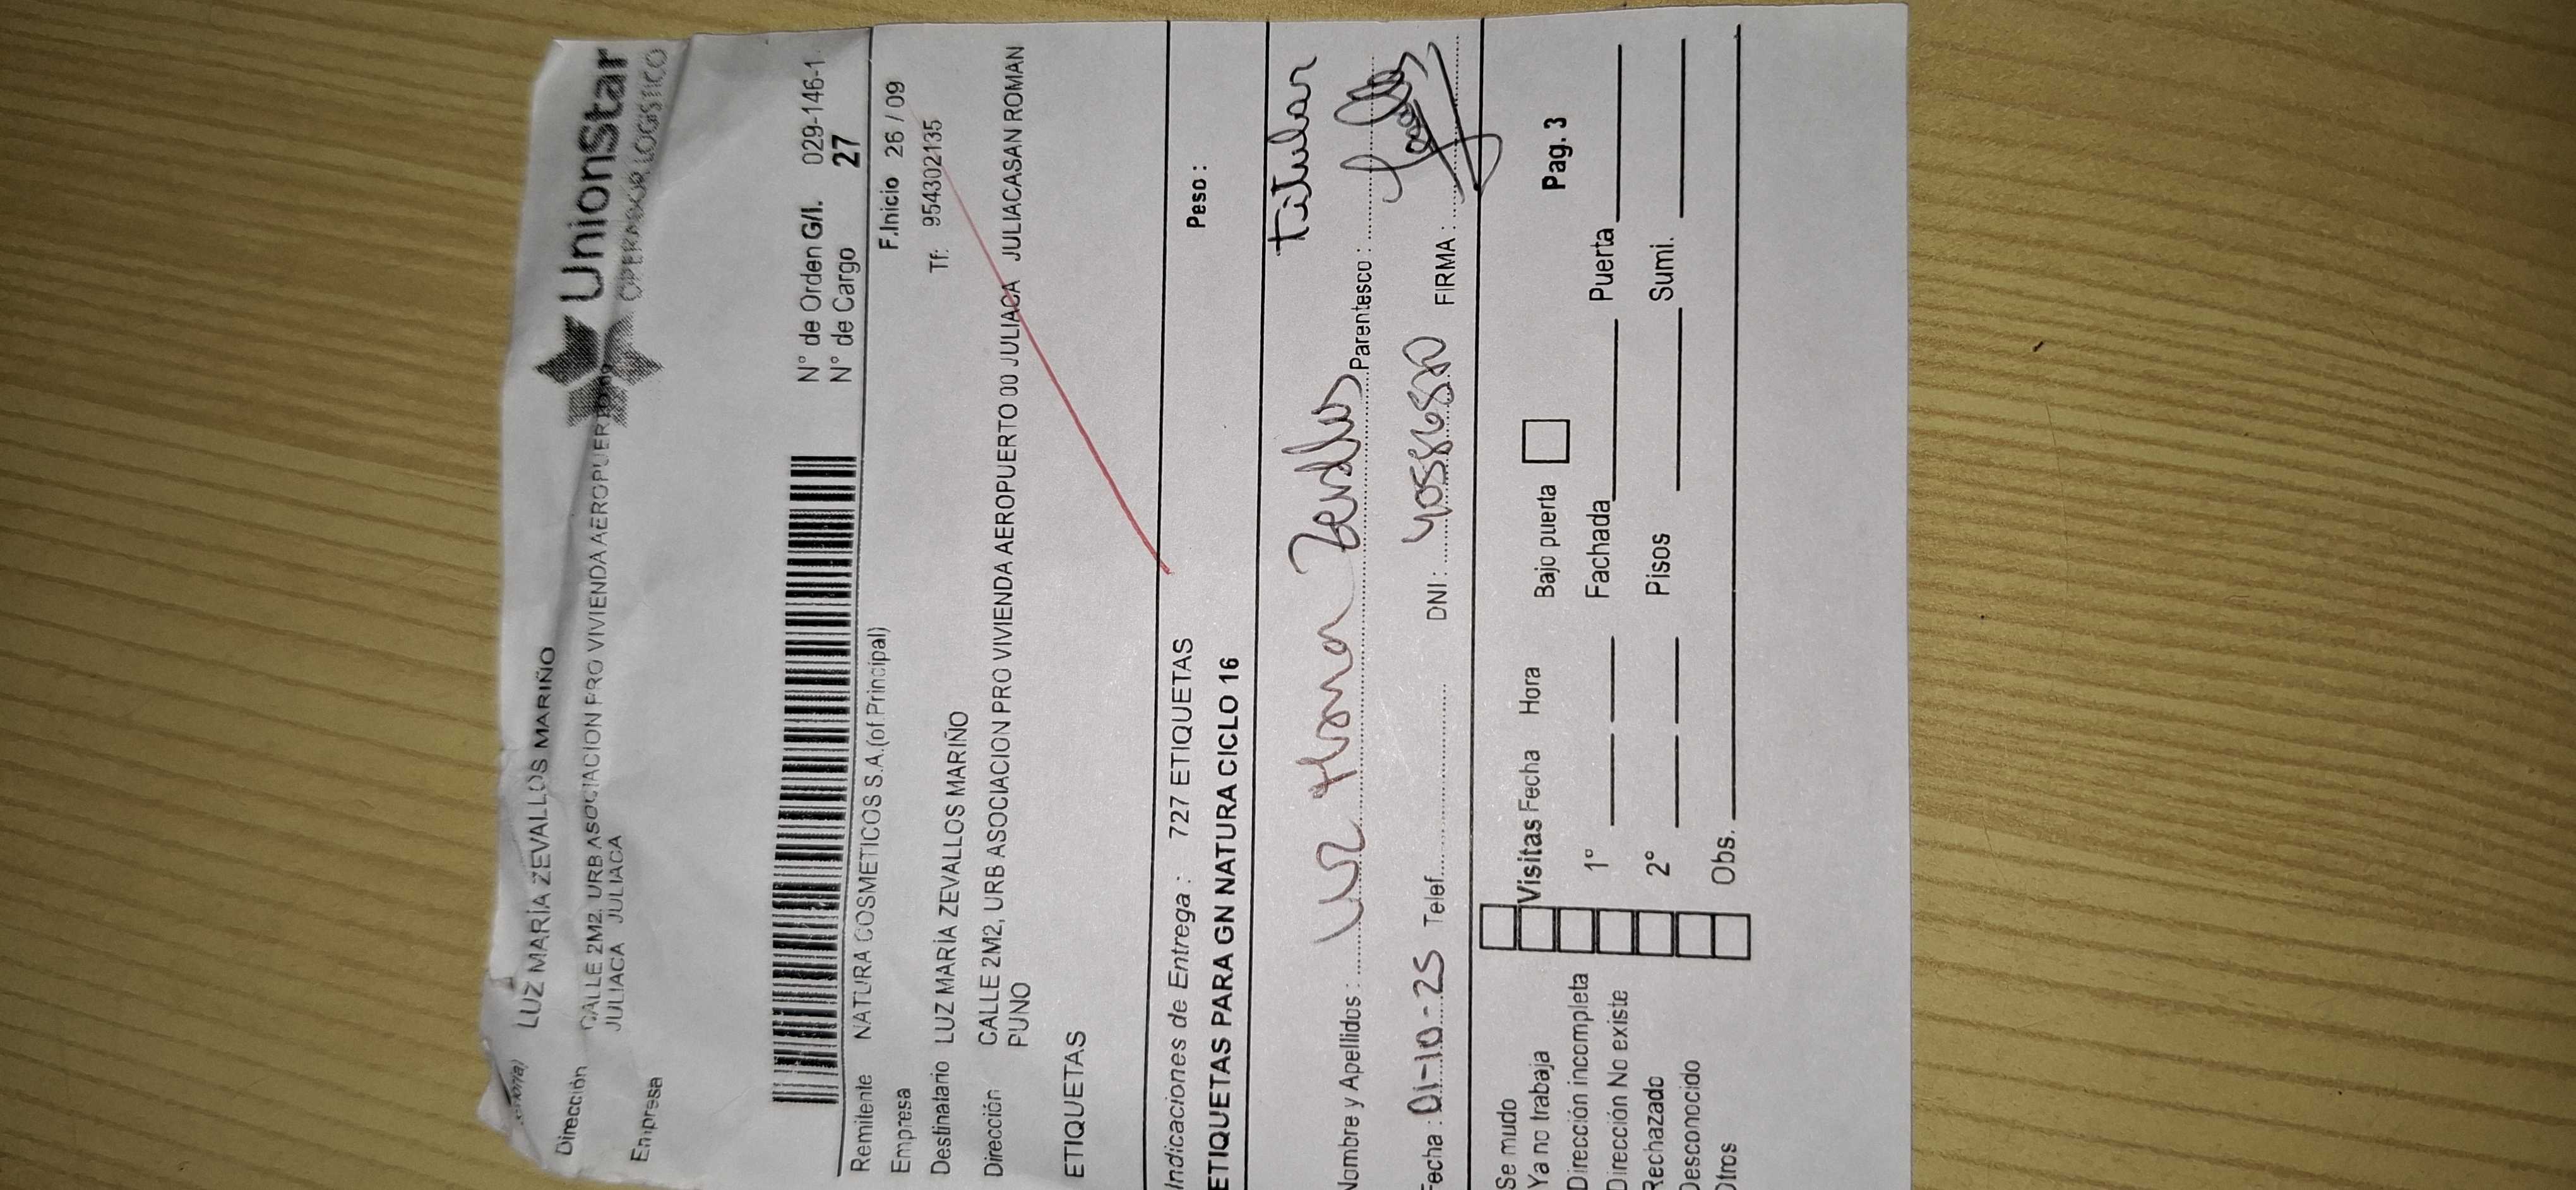 LUZ MARÍA ZEVALLOS MARIÑO
Dirección CALLE 2M2, URB ASOCIACION PRO VIVIENDA AEROPUERTO
JULIACA JULIACA
Empresa
UnionStar
OPERADOR LOGISTICO
N° de Orden G/I. 029-146-1
N° de Cargo 27
Remitente NATURA COSMETICOS S.A.(of Principal)
F.Inicio 26 / 09
Empresa
Tf: 954302135
Destinatario LUZ MARÍA ZEVALLOS MARIÑO
Dirección CALLE 2M2, URB ASOCIACION PRO VIVIENDA AEROPUERTO 00 JULIACA JULIACASAN ROMAN
PUNO
ETIQUETAS
Indicaciones de Entrega : 727 ETIQUETAS Peso :
ETIQUETAS PARA GN NATURA CICLO 16
Nombre y Apellidos : Luz Zevallos Parentesco : Titular
Fecha : 01-10-25 Telef. DNI : 40586520 FIRMA :
Se mudo
Ya no trabaja Visitas Fecha Hora Bajo puerta Pag. 3
Dirección incompleta 1° Fachada Puerta
Dirección No existe
Rechazado 2° Pisos Sumi.
Desconocido
Otros Obs.